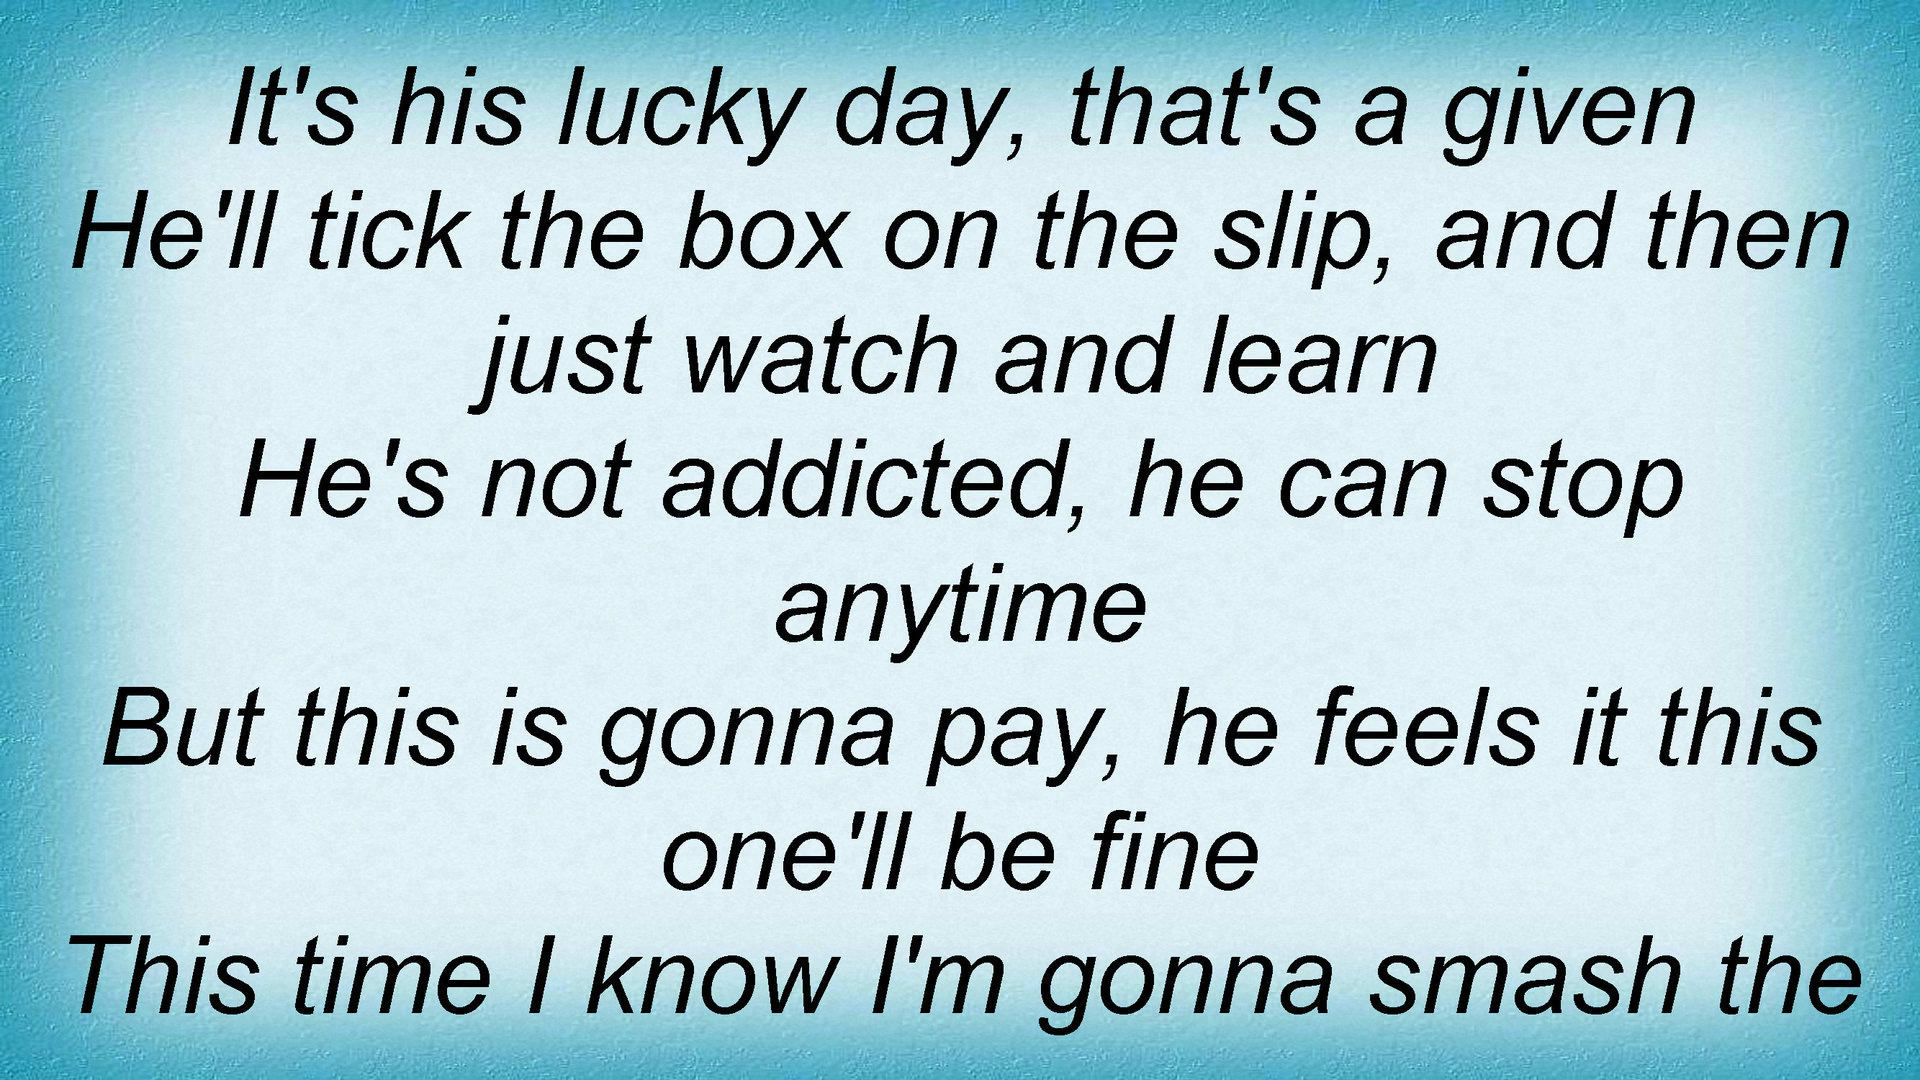 It's his lucky day, that's a given
He'll tick the box on the slip, and then
just watch and learn
He's not addicted, he can stop
anytime
But this is gonna pay, he feels it this
one'll be fine
This time I know I'm gonna smash the